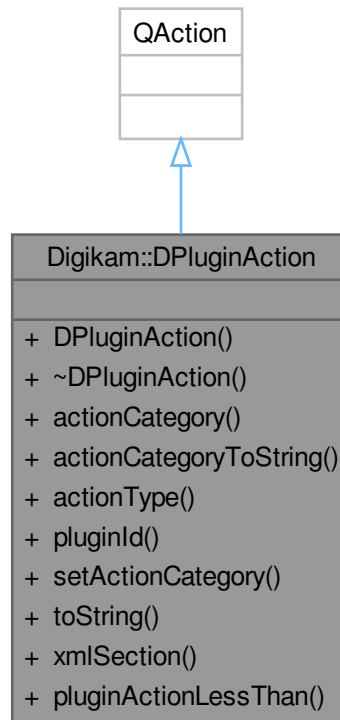 QAction
Digikam::DPluginAction
+ DPluginAction()
+ ~DPluginAction()
+ actionCategory()
+ actionCategoryToString()
+ actionType()
+ pluginId()
+ setActionCategory()
+ toString()
+ xmlSection()
+ pluginActionLessThan()